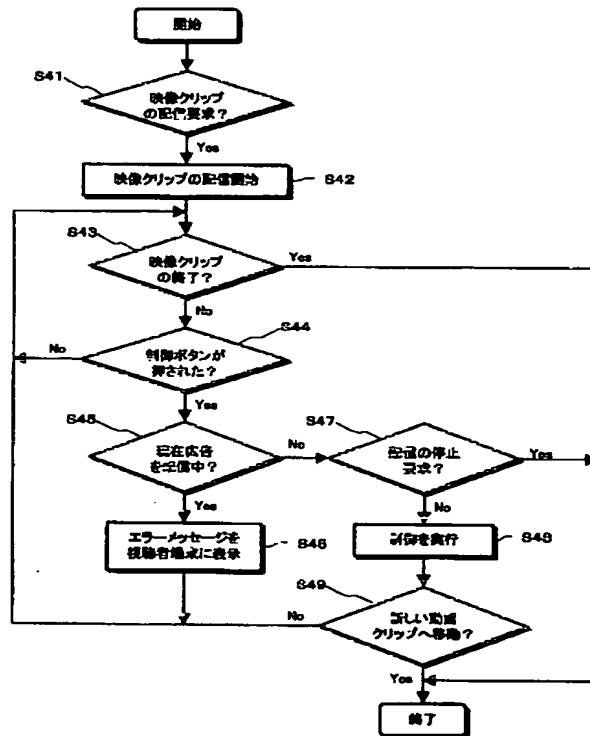 開始
S41
映像クリップ
の配信要求？
Yes
映像クリップの配信開始
S42
S43
映像クリップ
の終了？
Yes
No
S44
制御ボタンが
押された？
No
Yes
S45
現在広告
を配信中？
No
S47
配信の停止
要求？
Yes
Yes
No
エラーメッセージを
視聴者端末に表示
S46
制御を実行
S48
S49
新しい動画
クリップへ移動？
No
Yes
終了